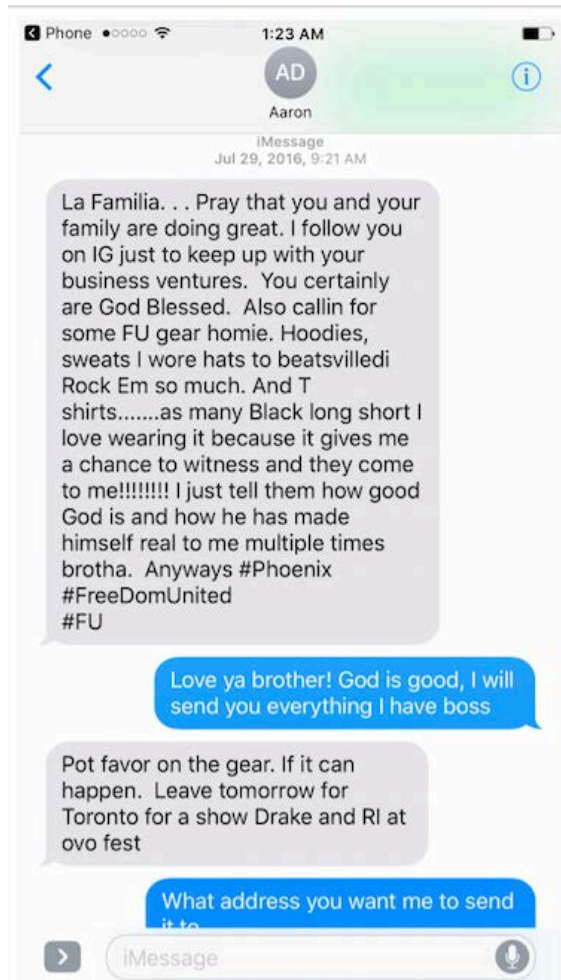 Phone
1:23 AM
AD
Aaron
iMessage
Jul 29, 2016, 9:21 AM
La Familia. . . Pray that you and your
family are doing great. I follow you
on IG just to keep up with your
business ventures.  You certainly
are God Blessed.  Also callin for
some FU gear homie. Hoodies,
sweats I wore hats to beatsvilledi
Rock Em so much. And T
shirts.......as many Black long short I
love wearing it because it gives me
a chance to witness and they come
to me!!!!!!!! I just tell them how good
God is and how he has made
himself real to me multiple times
brotha.  Anyways #Phoenix
#FreeDomUnited
#FU
Love ya brother! God is good, I will
send you everything I have boss
Pot favor on the gear. If it can
happen.  Leave tomorrow for
Toronto for a show Drake and RI at
ovo fest
What address you want me to send
it to
iMessage